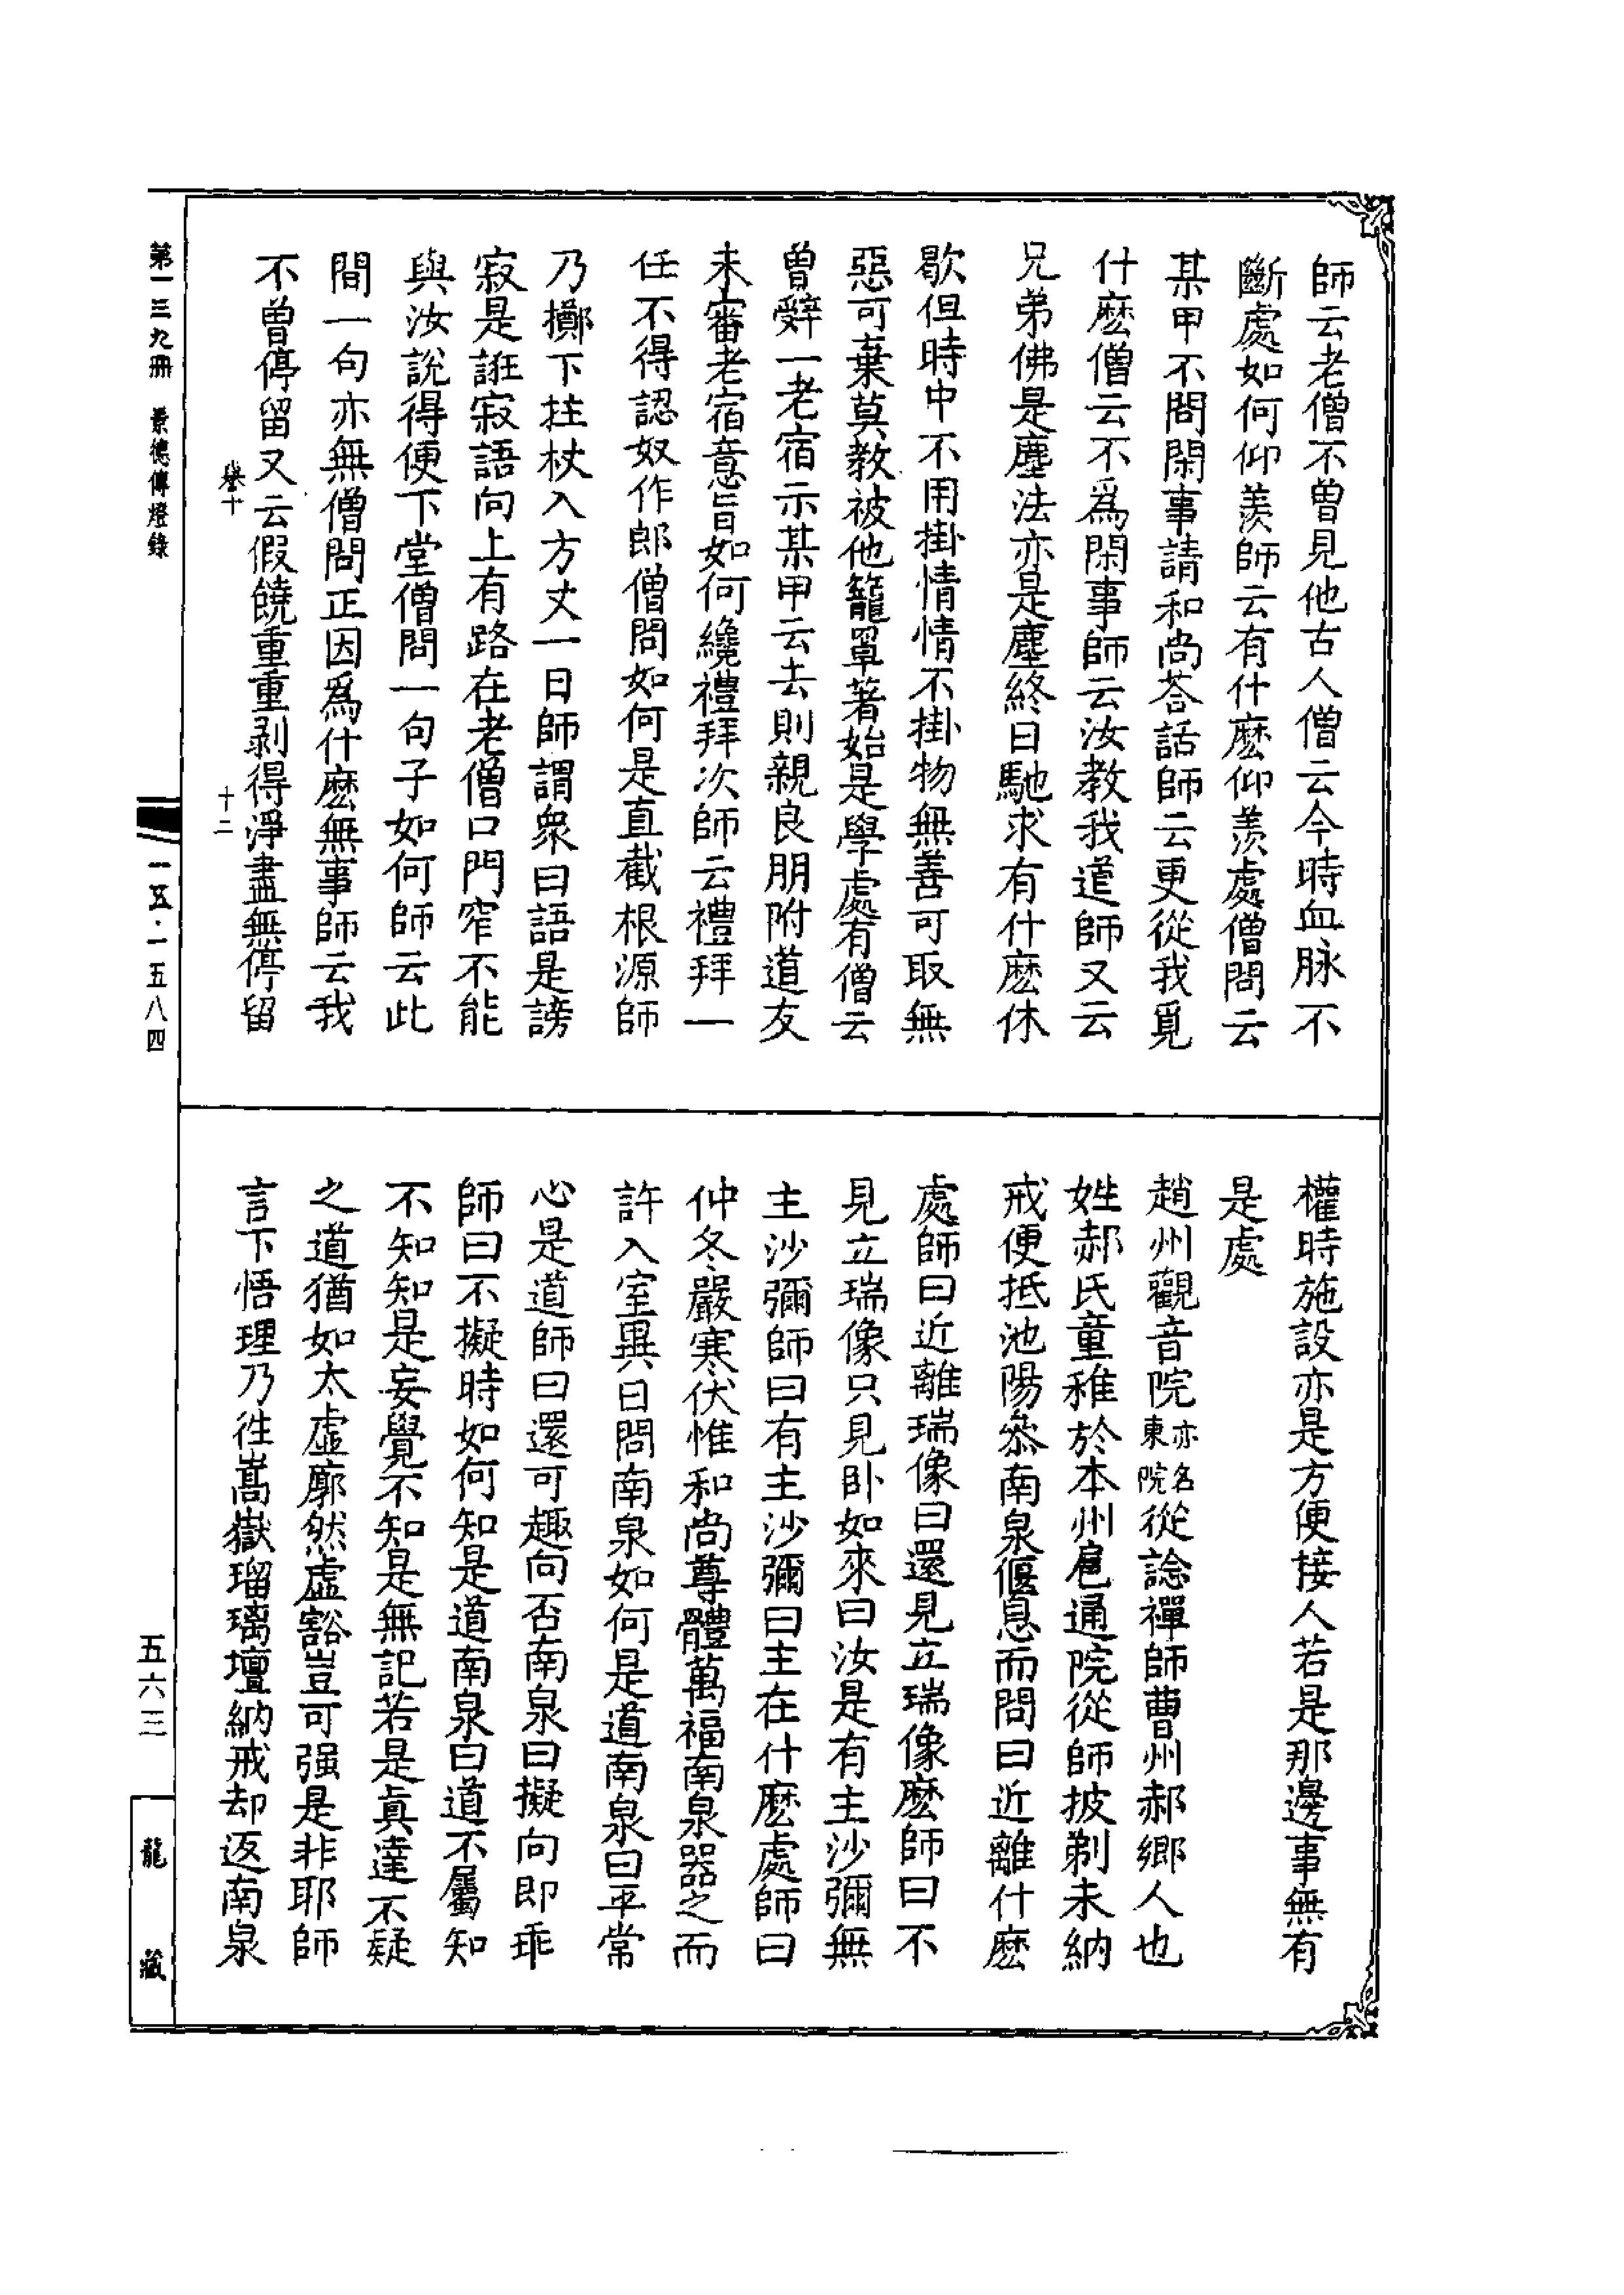 師云老僧不曾見他古人僧云今時血脉不
斷處如何仰羨師云有什麽仰羨處僧問云
某甲不問閑事請和尚荅話師云更從我覓
什麽僧云不爲閑事師云汝教我道師又云
兄弟佛是塵法亦是塵終日馳求有什麽休
歇但時中不用掛情情不掛物無善可取無
惡可棄莫教被他籠罩著始是學處有僧云
曾辭一老宿示某甲云去則親良朋附道友
未審老宿意旨如何纔禮拜次師云禮拜一
任不得認奴作郎僧問如何是直截根源師
乃擲下拄杖入方丈一日師謂衆曰語是謗
寂是誑寂語向上有路在老僧口門窄不能
與汝說得便下堂僧問一句子如何師云此
間一句亦無僧問正因爲什麽無事師云我
不曾停留又云假饒重重剥得淨盡無停留
權時施設亦是方便接人若是那邊事無有
是處
趙州觀音院亦名東院從諗禪師曹州郝鄉人也
姓郝氏童稚於本州扈通院從師披剃未納
戒便抵池陽叅南泉偃息而問曰近離什麽
處師曰近離瑞像曰還見立瑞像麽師曰不
見立瑞像只見卧如來曰汝是有主沙彌無
主沙彌師曰有主沙彌曰主在什麽處師曰
仲冬嚴寒伏惟和尚尊體萬福南泉器之而
許入室異日問南泉如何是道南泉曰平常
心是道師曰還可趣向否南泉曰擬向即乖
師曰不擬時如何知是道南泉曰道不屬知
不知知是妄覺不知是無記若是眞達不疑
之道猶如太虛廓然虛豁豈可强是非耶師
言下悟理乃往嵩嶽瑠璃壇納戒却返南泉
卷十 十二
第一三九冊 景德傳燈錄
一五·一五八四
五六三
龍藏